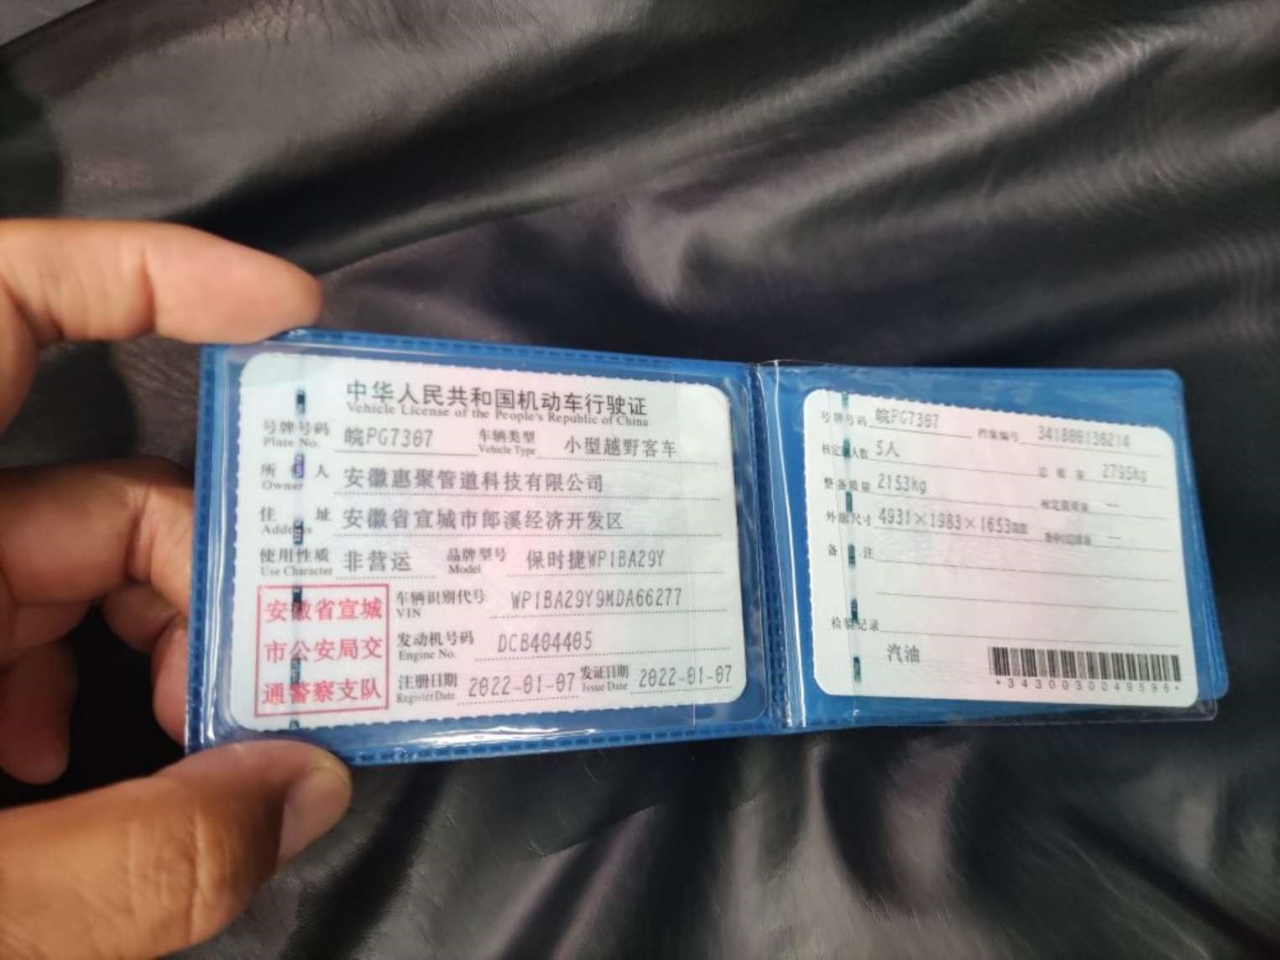 中华人民共和国机动车行驶证
Vehicle License of the People's Republic of China
号牌号码 皖PG7307 车辆类型 小型越野客车
Plate No. Vehicle Type
所有人 安徽惠聚管道科技有限公司
Owner
住址 安徽省宣城市郎溪经济开发区
Address
使用性质 非营运 品牌型号 保时捷WP1BA29Y
Use Character Model
安徽省宣城
市公安局交
通警察支队
车辆识别代号 WP1BA29Y9MDA66277
VIN
发动机号码 DCB404405
Engine No.
注册日期 2022-01-07 发证日期 2022-01-07
Register Date Issue Date
号牌号码 皖PG7307 档案编号
核定载人数 5人 总质量 2795kg
整备质量 2153kg 核定载质量 --
外廓尺寸 4931×1983×1653mm --
备注
检验记录
汽油
*3430030049596*